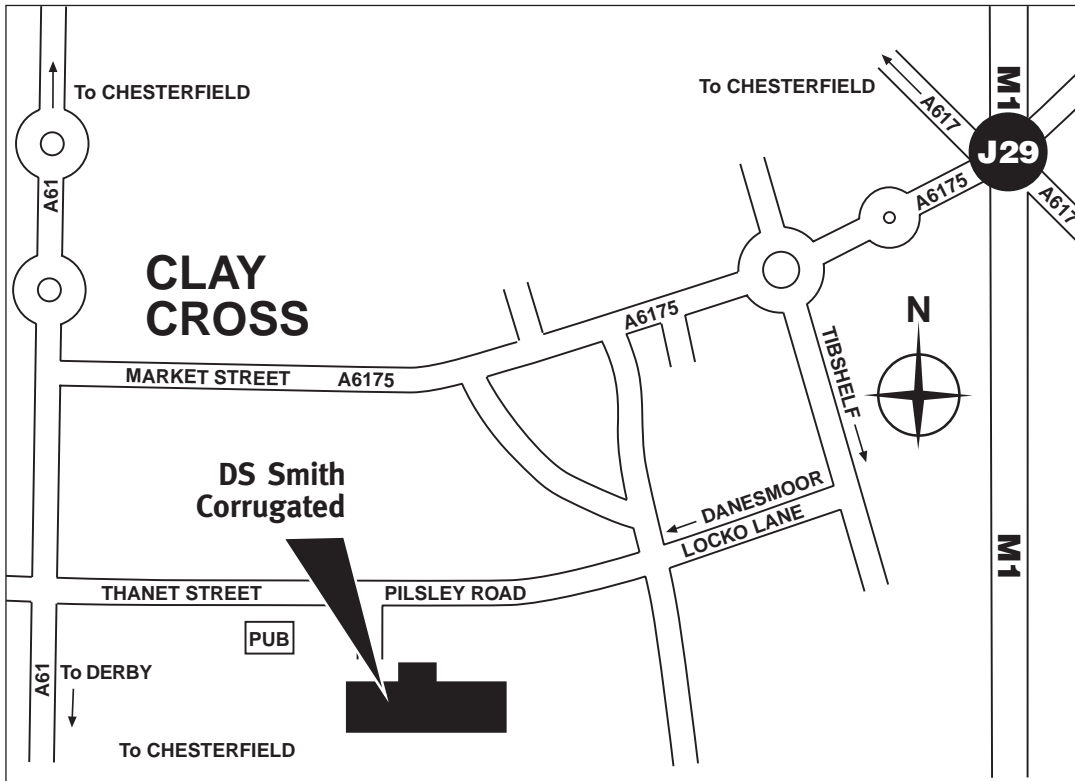 To CHESTERFIELD
To CHESTERFIELD
M1
A617
J29
A61
A6175
A617
CLAY
CROSS
A6175
N
TIBSHELF
MARKET STREET A6175
DS Smith
Corrugated
DANESMOOR
LOCKO LANE
M1
THANET STREET
PILSLEY ROAD
PUB
A61
To DERBY
To CHESTERFIELD